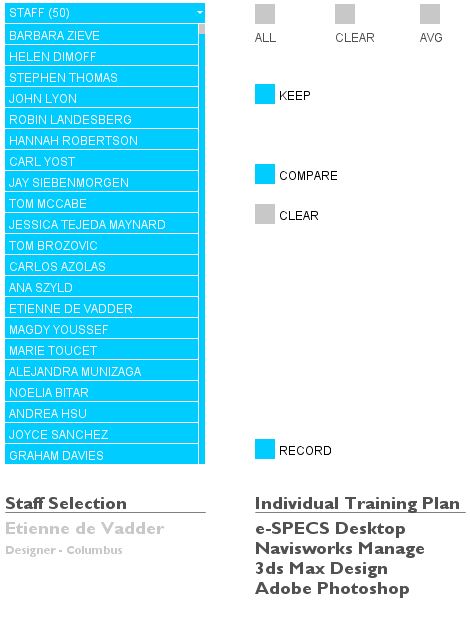 STAFF (50)
BARBARA ZIEVE
HELEN DIMOFF
STEPHEN THOMAS
JOHN LYON
ROBIN LANDESBERG
HANNAH ROBERTSON
CARL YOST
JAY SIEBENMORGEN
TOM MCCABE
JESSICA TEJEDA MAYNARD
TOM BROZOVIC
CARLOS AZOLAS
ANA SZYLD
ETIENNE DE VADDER
MAGDY YOUSSEF
MARIE TOUCET
ALEJANDRA MUNIZAGA
NOELIA BITAR
ANDREA HSU
JOYCE SANCHEZ
GRAHAM DAVIES
ALL CLEAR AVG
KEEP
COMPARE
CLEAR
RECORD
Staff Selection
Etienne de Vadder
Designer - Columbus
Individual Training Plan
e-SPECS Desktop
Navisworks Manage
3ds Max Design
Adobe Photoshop